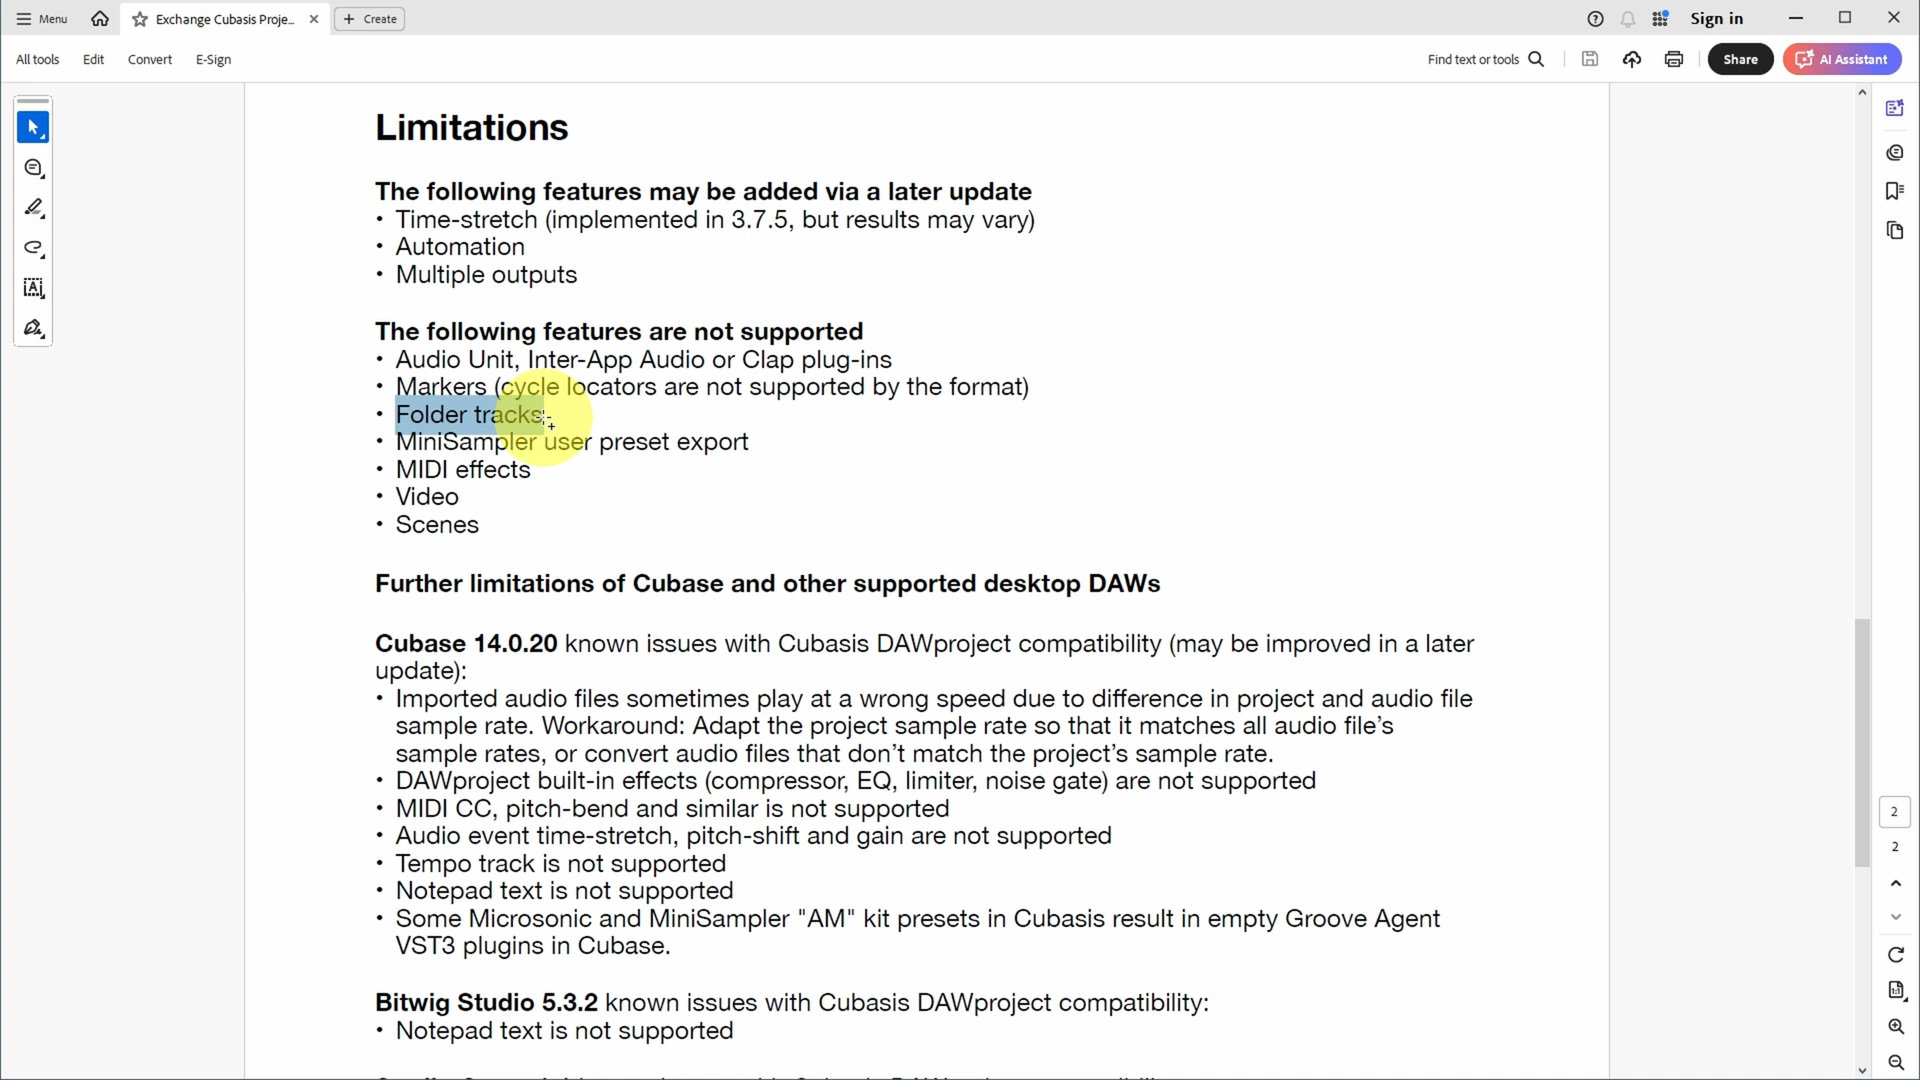 Menu
Exchange Cubasis Proje...
Create
Sign in
All tools
Edit
Convert
E-Sign
Find text or tools
Share
AI Assistant
Limitations
The following features may be added via a later update
• Time-stretch (implemented in 3.7.5, but results may vary)
• Automation
• Multiple outputs
The following features are not supported
• Audio Unit, Inter-App Audio or Clap plug-ins
• Markers (cycle locators are not supported by the format)
• Folder tracks
• MiniSampler user preset export
• MIDI effects
• Video
• Scenes
Further limitations of Cubase and other supported desktop DAWs
Cubase 14.0.20 known issues with Cubasis DAWproject compatibility (may be improved in a later
update):
• Imported audio files sometimes play at a wrong speed due to difference in project and audio file
sample rate. Workaround: Adapt the project sample rate so that it matches all audio file’s
sample rates, or convert audio files that don’t match the project’s sample rate.
• DAWproject built-in effects (compressor, EQ, limiter, noise gate) are not supported
• MIDI CC, pitch-bend and similar is not supported
• Audio event time-stretch, pitch-shift and gain are not supported
• Tempo track is not supported
• Notepad text is not supported
• Some Microsonic and MiniSampler "AM" kit presets in Cubasis result in empty Groove Agent
VST3 plugins in Cubase.
Bitwig Studio 5.3.2 known issues with Cubasis DAWproject compatibility:
• Notepad text is not supported
2
2